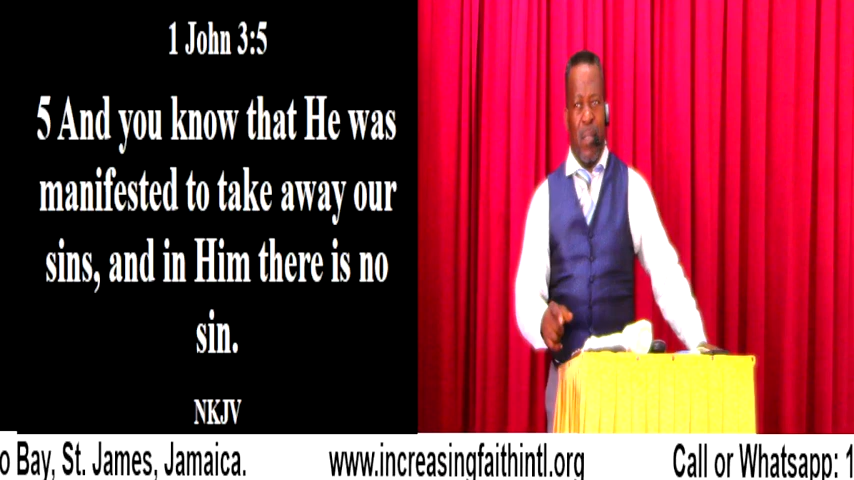 1 John 3:5
5 And you know that He was
manifested to take away our
sins, and in Him there is no
sin.
NKJV
o Bay, St. James, Jamaica. www.increasingfaithintl.org Call or Whatsapp: 1